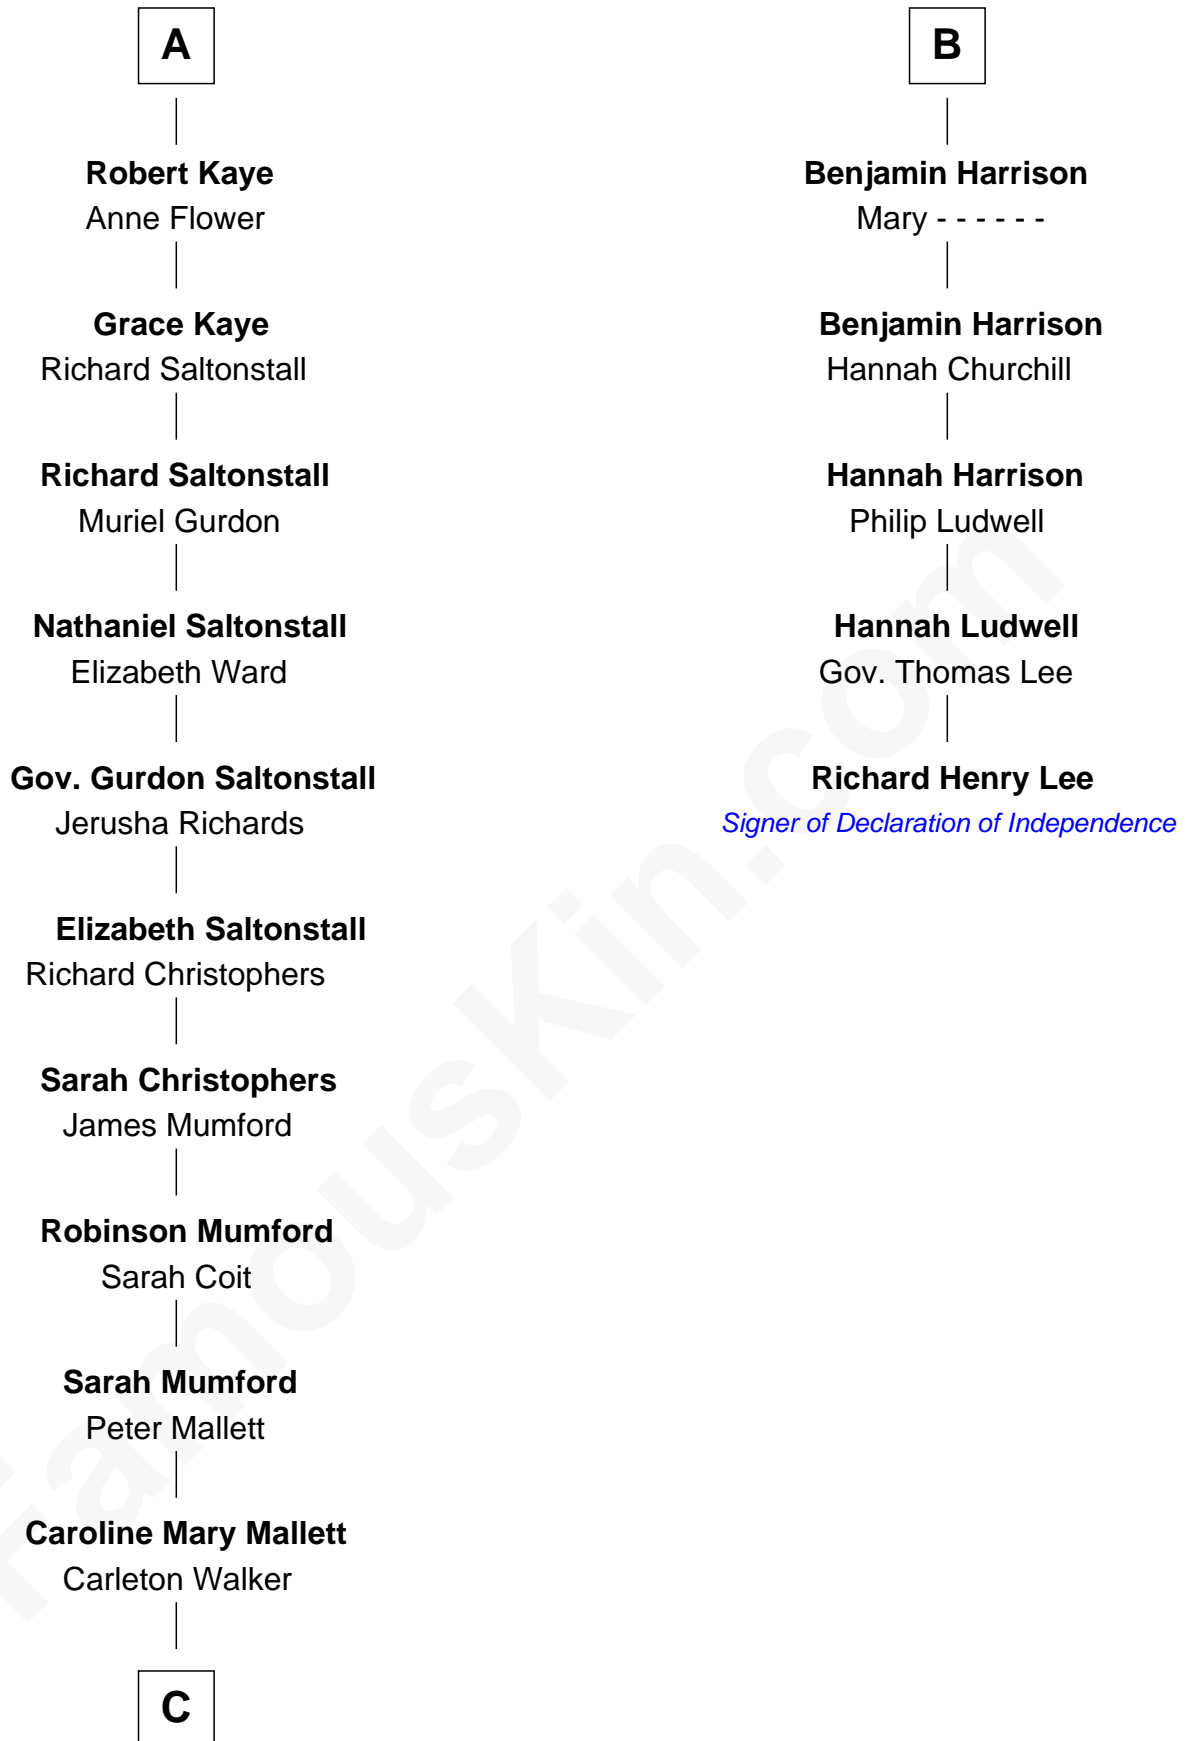 A
Robert Kaye
Anne Flower
Grace Kaye
Richard Saltonstall
Richard Saltonstall
Muriel Gurdon
Nathaniel Saltonstall
Elizabeth Ward
Gov. Gurdon Saltonstall
Jerusha Richards
Elizabeth Saltonstall
Richard Christophers
Sarah Christophers
James Mumford
Robinson Mumford
Sarah Coit
Sarah Mumford
Peter Mallett
Caroline Mary Mallett
Carleton Walker
C
B
Benjamin Harrison
Mary - - - - - -
Benjamin Harrison
Hannah Churchill
Hannah Harrison
Philip Ludwell
Hannah Ludwell
Gov. Thomas Lee
Richard Henry Lee
Signer of Declaration of Independence
FamousKin.com